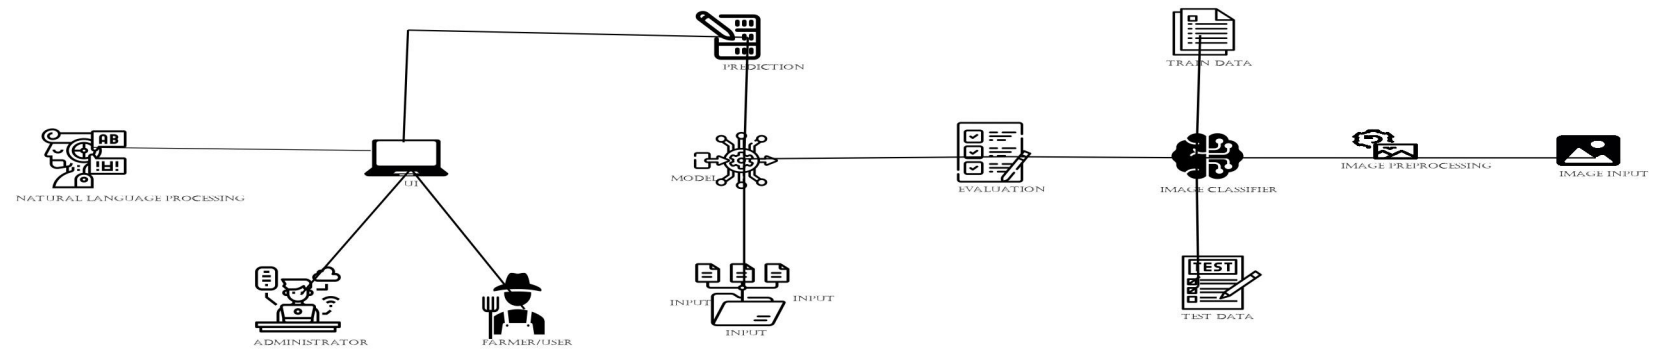 PREDICTION
TRAIN DATA
AB
NATURAL LANGUAGE PROCESSING
UI
MODEL
EVALUATION
IMAGE CLASSIFIER
IMAGE PREPROCESSING
IMAGE INPUT
TEST
INPUT
INPUT
INPUT
TEST DATA
ADMINISTRATOR
FARMER/USER